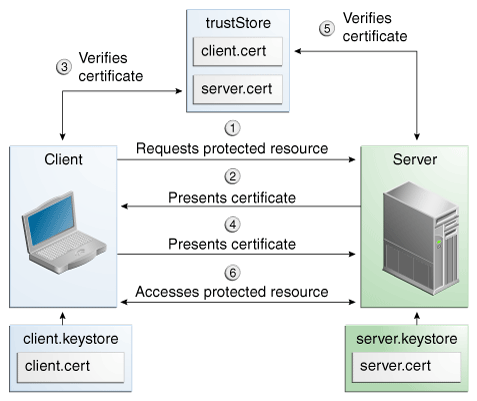 trustStore
client.cert
server.cert
3 Verifies
certificate
5 Verifies
certificate
1
Requests protected resource
2
Presents certificate
4
Presents certificate
6
Accesses protected resource
Client
Server
client.keystore
client.cert
server.keystore
server.cert